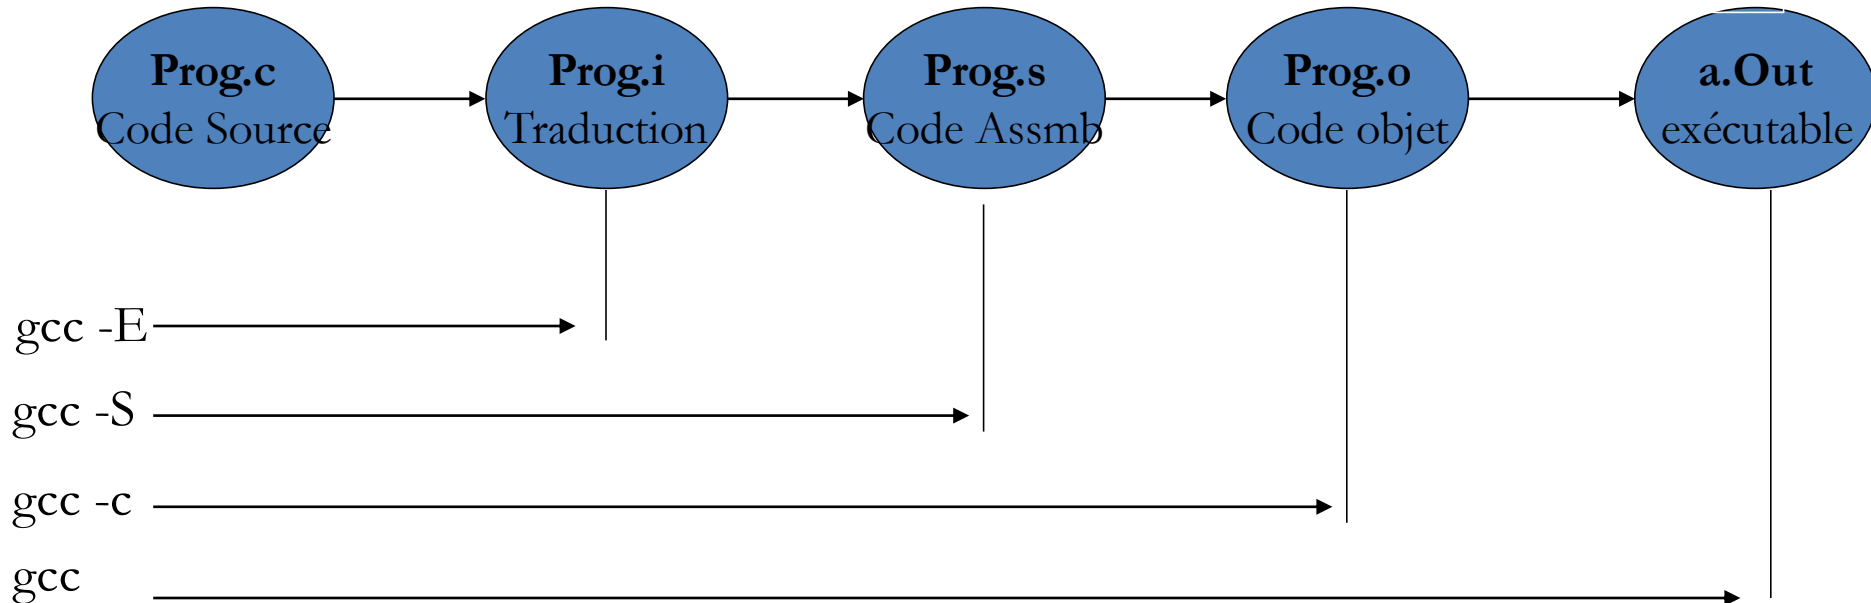 Prog.c
Code Source
Prog.i
Traduction
Prog.s
Code Assmb
Prog.o
Code objet
a.Out
exécutable
gcc -E
gcc -S
gcc -c
gcc